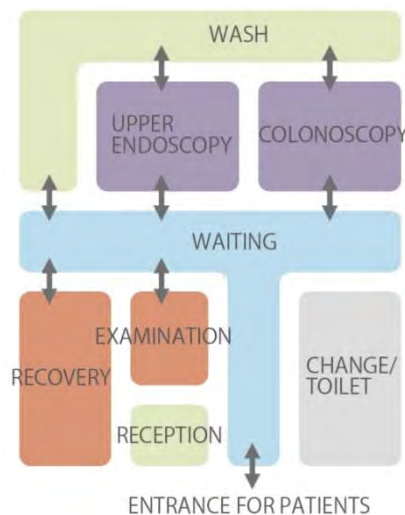 WASH
UPPER
ENDOSCOPY
COLONOSCOPY
WAITING
EXAMINATION
RECOVERY
CHANGE/
TOILET
RECEPTION
ENTRANCE FOR PATIENTS